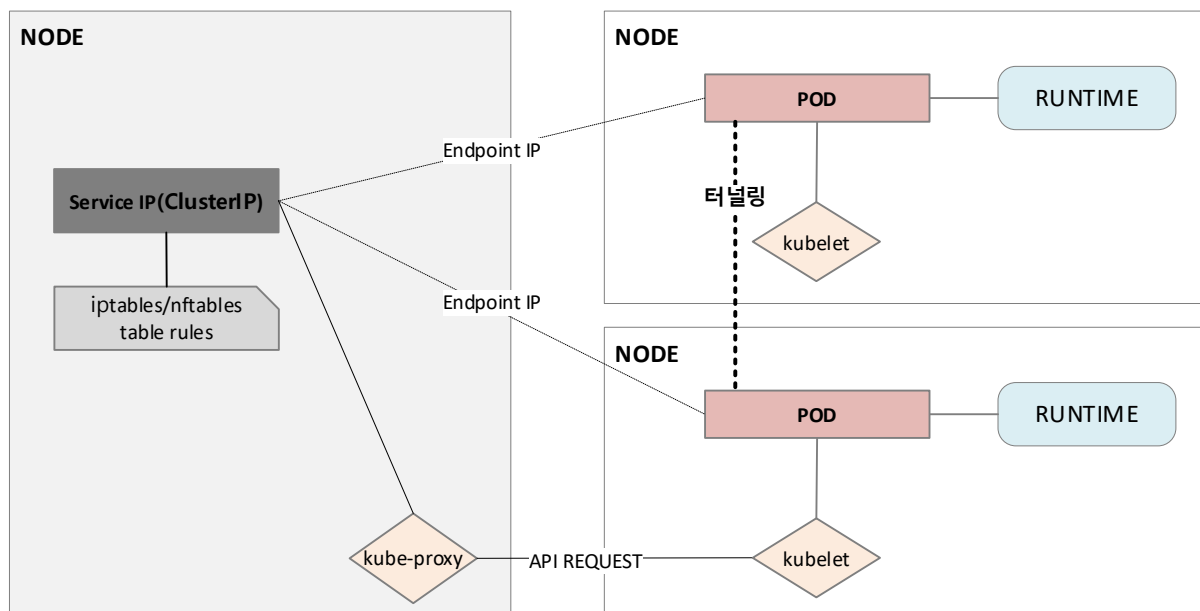 NODE
Service IP(ClusterIP)
iptables/nftables
table rules
kube-proxy
Endpoint IP
Endpoint IP
API REQUEST
NODE
POD
RUNTIME
터널링
kubelet
NODE
POD
RUNTIME
kubelet